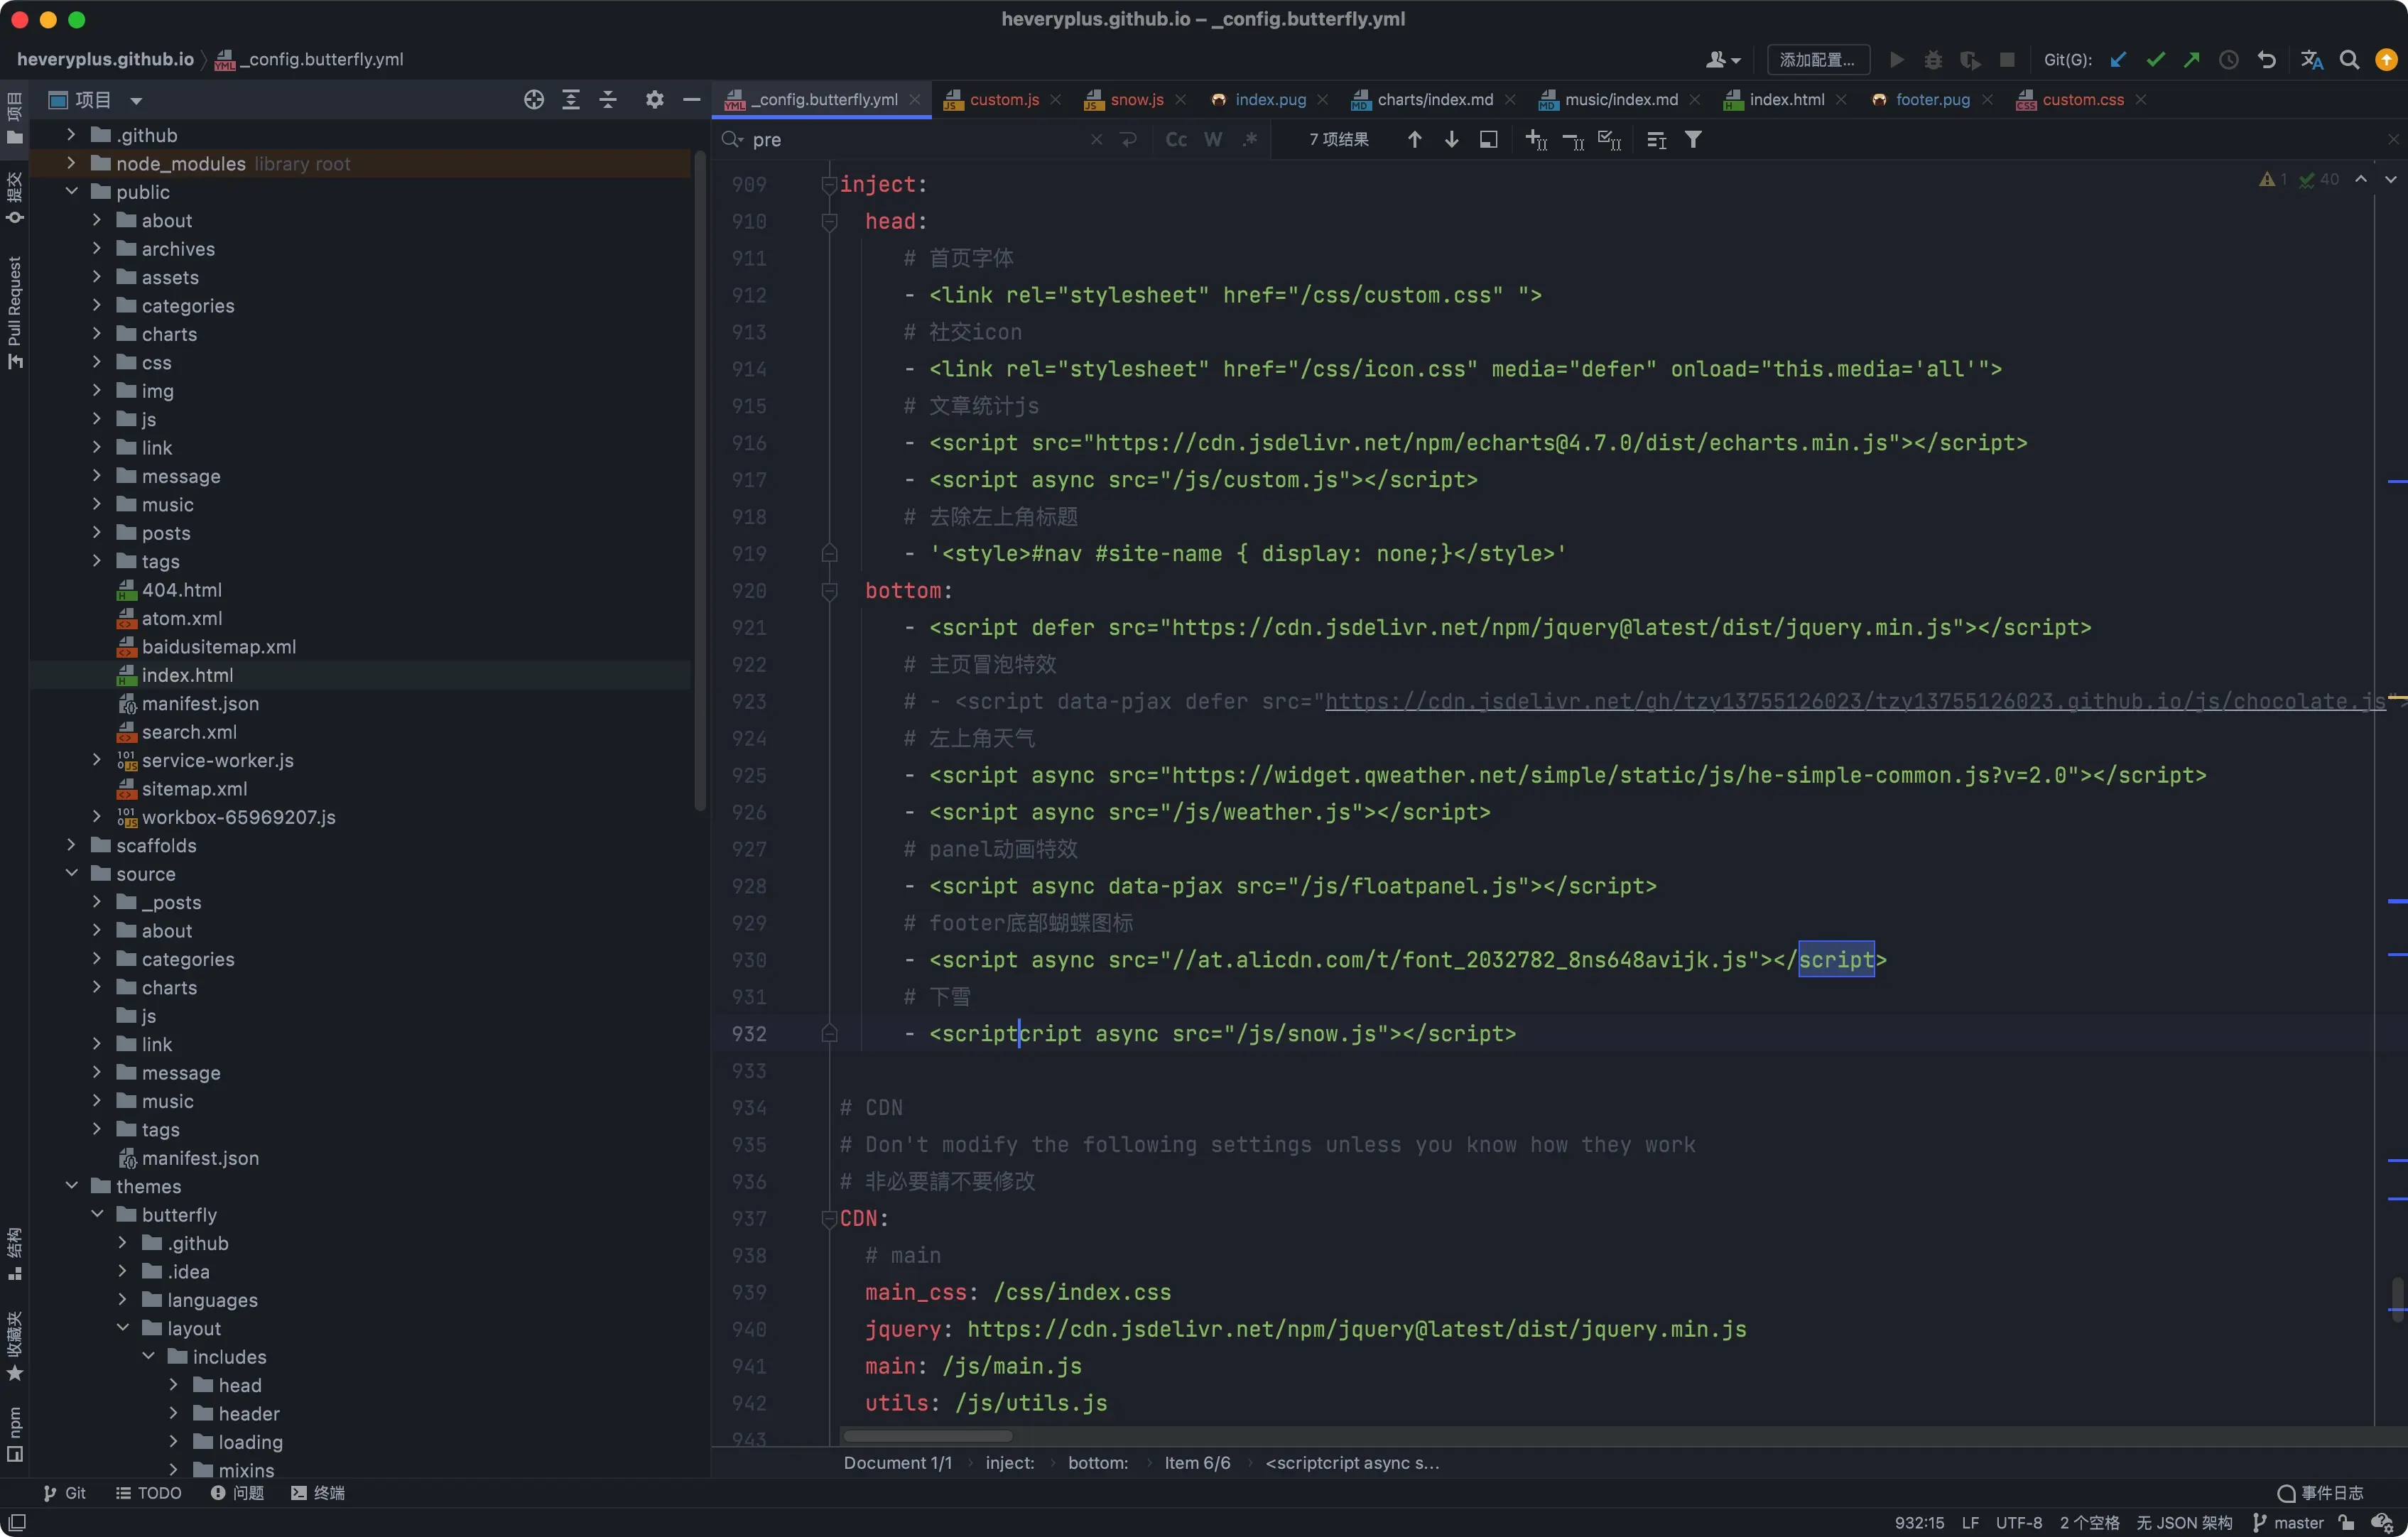 heveryplus.github.io – _config.butterfly.yml
heveryplus.github.io 〉 _config.butterfly.yml
添加配置...
Git(G):
项目
_config.butterfly.yml
custom.js
snow.js
index.pug
charts/index.md
music/index.md
index.html
footer.pug
custom.css
pre
Cc W .*
7 项结果
项目
提交
Pull Request
结构
收藏夹
npm
.github
node_modules library root
public
about
archives
assets
categories
charts
css
img
js
link
message
music
posts
tags
404.html
atom.xml
baidusitemap.xml
index.html
manifest.json
search.xml
service-worker.js
sitemap.xml
workbox-65969207.js
scaffolds
source
_posts
about
categories
charts
js
link
message
music
tags
manifest.json
themes
butterfly
.github
.idea
languages
layout
includes
head
header
loading
mixins
1 40
909 inject:
910 head:
911 # 首页字体
912 - <link rel="stylesheet" href="/css/custom.css" ">
913 # 社交icon
914 - <link rel="stylesheet" href="/css/icon.css" media="defer" onload="this.media='all'">
915 # 文章统计js
916 - <script src="https://cdn.jsdelivr.net/npm/echarts@4.7.0/dist/echarts.min.js"></script>
917 - <script async src="/js/custom.js"></script>
918 # 去除左上角标题
919 - '<style>#nav #site-name { display: none;}</style>'
920 bottom:
921 - <script defer src="https://cdn.jsdelivr.net/npm/jquery@latest/dist/jquery.min.js"></script>
922 # 主页冒泡特效
923 # - <script data-pjax defer src="https://cdn.jsdelivr.net/gh/tzy13755126023/tzy13755126023.github.io/js/chocolate.js">
924 # 左上角天气
925 - <script async src="https://widget.qweather.net/simple/static/js/he-simple-common.js?v=2.0"></script>
926 - <script async src="/js/weather.js"></script>
927 # panel动画特效
928 - <script async data-pjax src="/js/floatpanel.js"></script>
929 # footer底部蝴蝶图标
930 - <script async src="//at.alicdn.com/t/font_2032782_8ns648avijk.js"></script>
931 # 下雪
932 - <scriptcript async src="/js/snow.js"></script>
933
934 # CDN
935 # Don't modify the following settings unless you know how they work
936 # 非必要請不要修改
937 CDN:
938 # main
939 main_css: /css/index.css
940 jquery: https://cdn.jsdelivr.net/npm/jquery@latest/dist/jquery.min.js
941 main: /js/main.js
942 utils: /js/utils.js
943
Document 1/1 › inject: › bottom: › Item 6/6 › <scriptcript async s...
Git
TODO
问题
终端
事件日志
932:15 LF UTF-8 2 个空格 无 JSON 架构 master